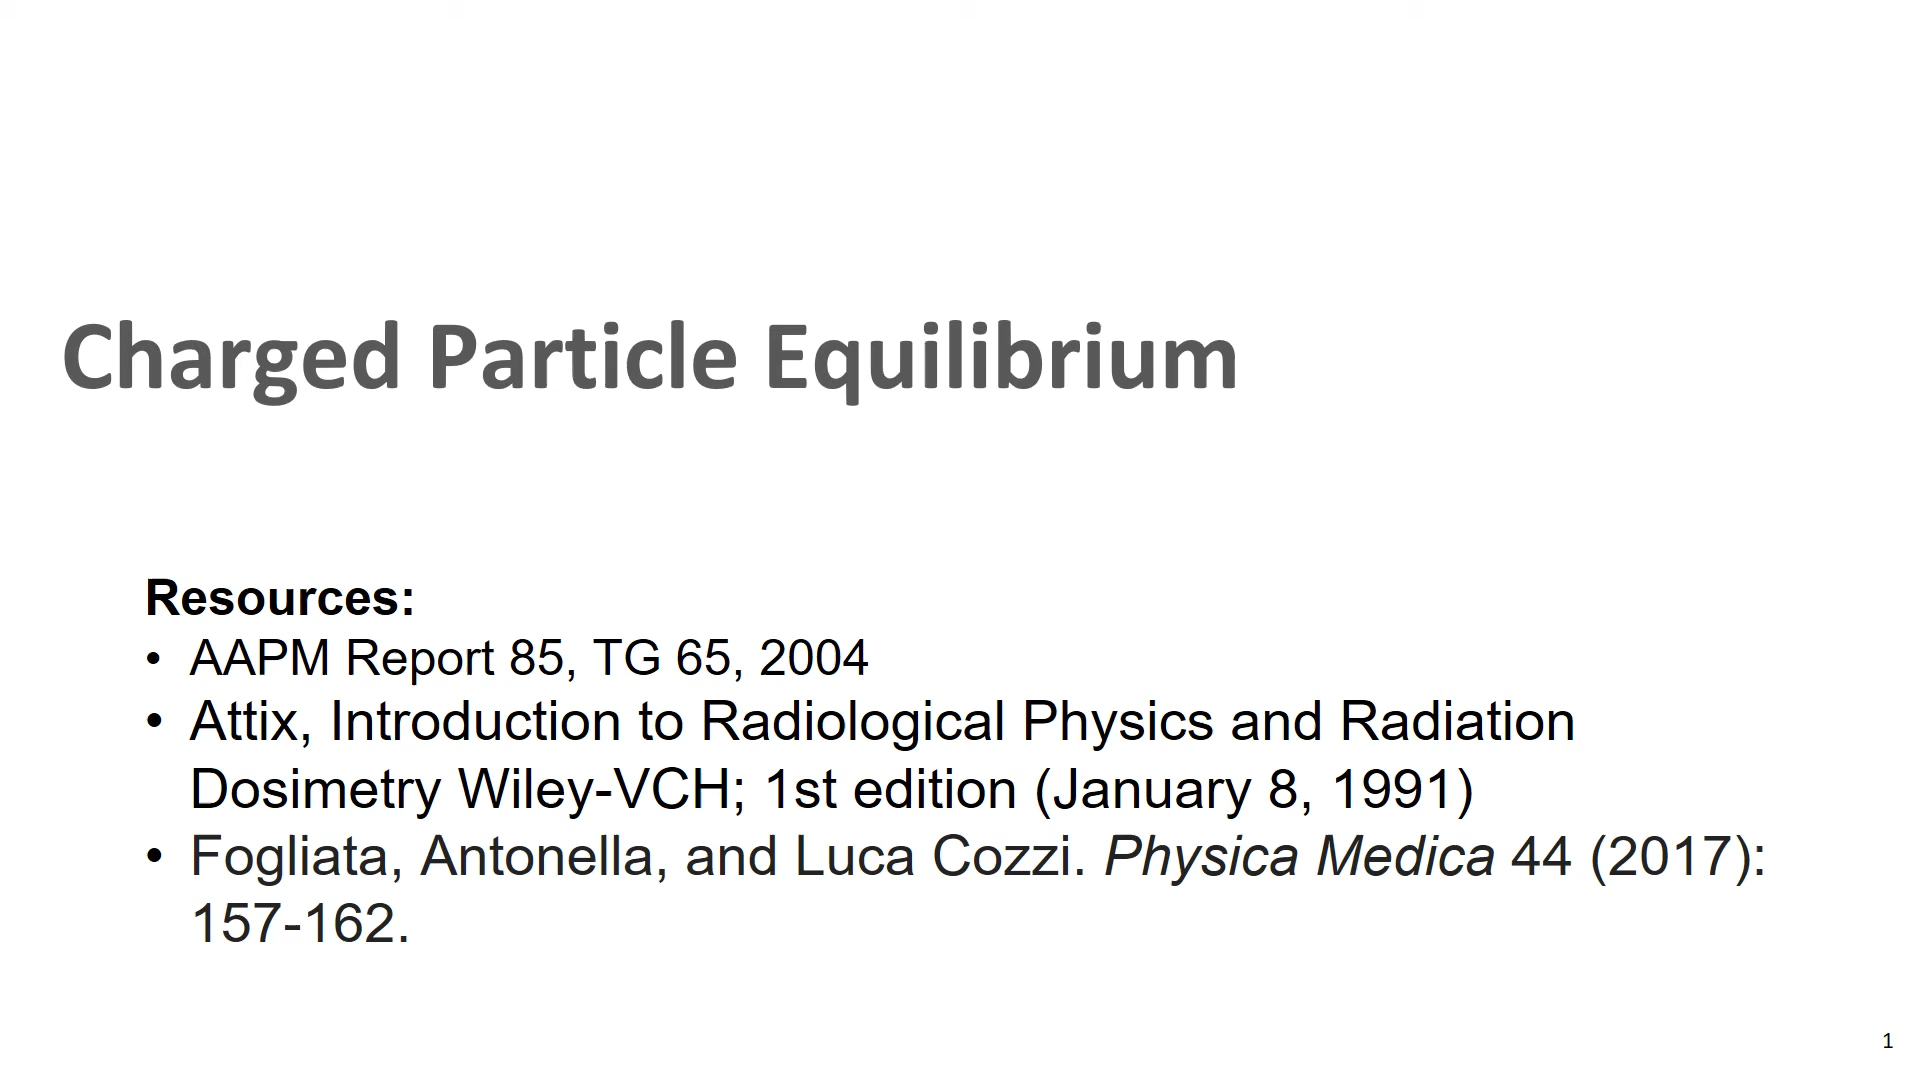 Charged Particle Equilibrium
Resources:
• AAPM Report 85, TG 65, 2004
• Attix, Introduction to Radiological Physics and Radiation
Dosimetry Wiley-VCH; 1st edition (January 8, 1991)
• Fogliata, Antonella, and Luca Cozzi. Physica Medica 44 (2017):
157-162.
1